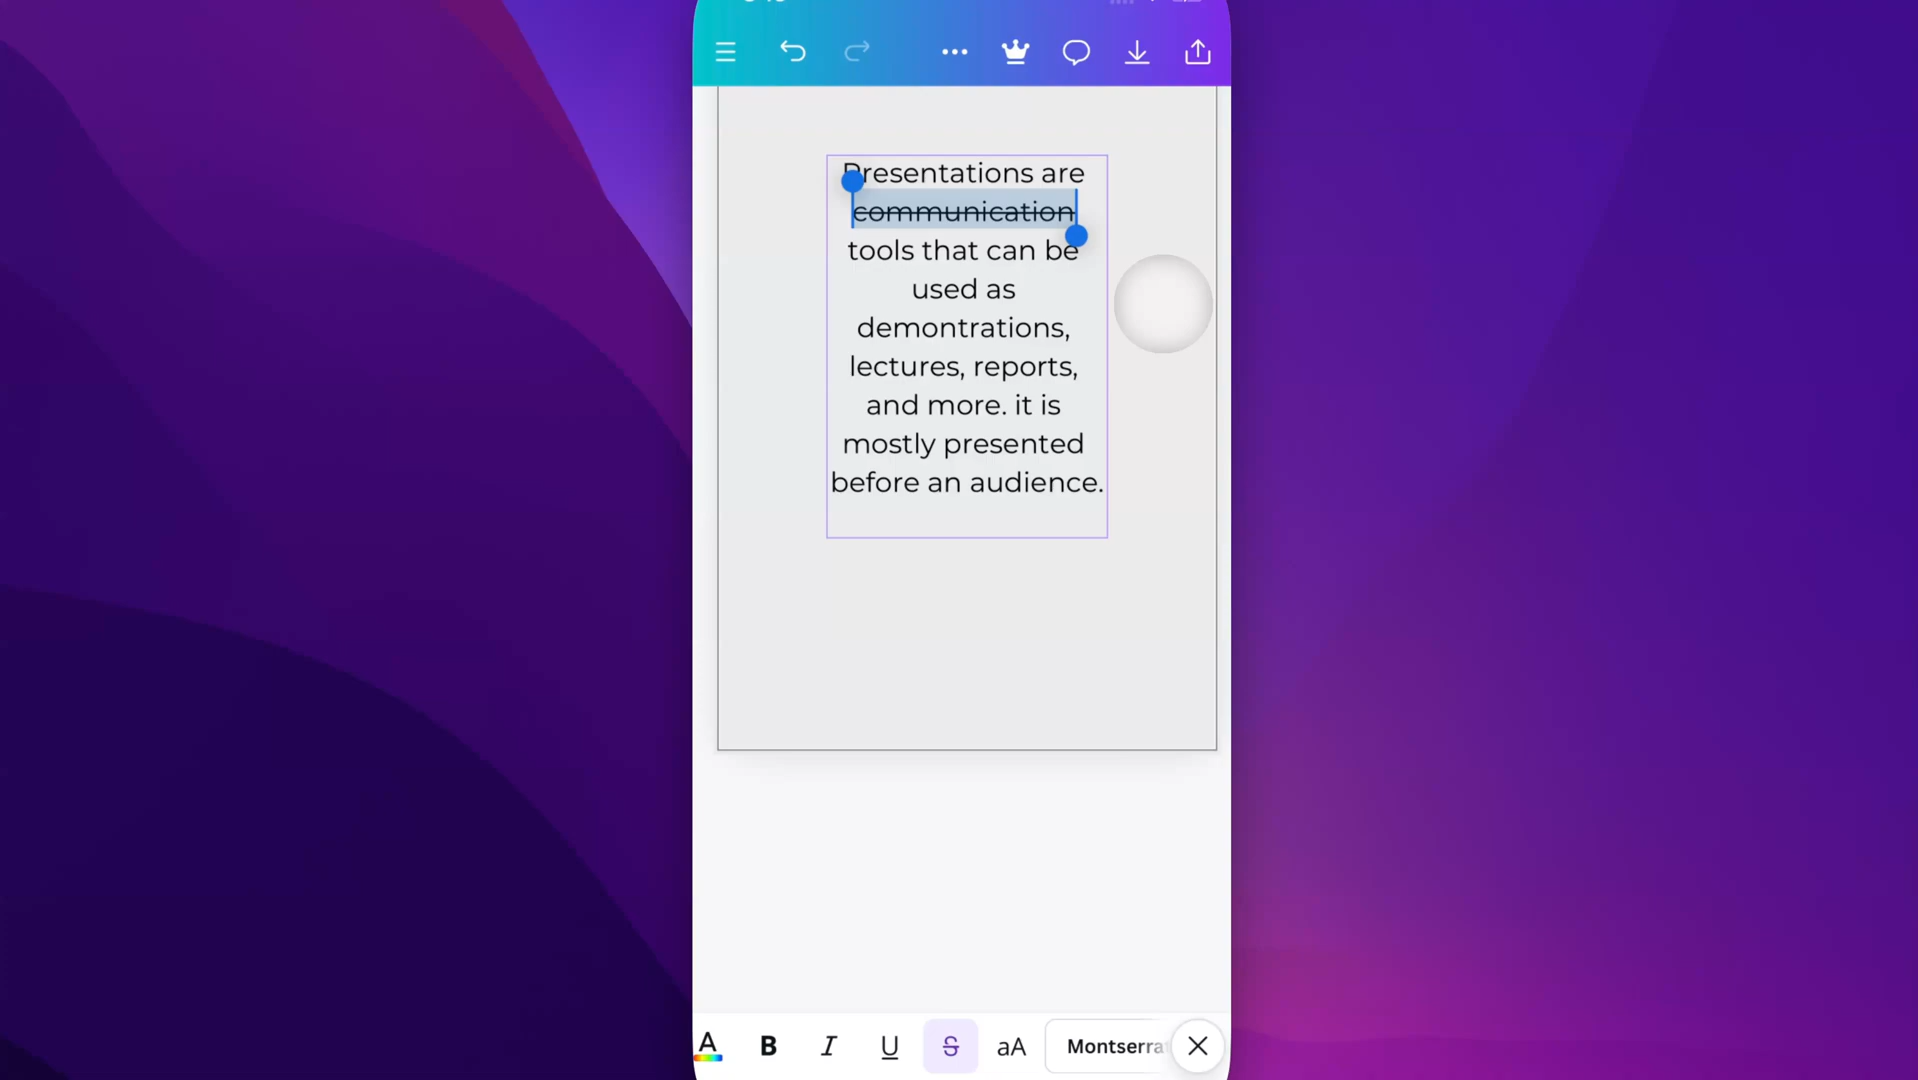 Presentations are
communication
tools that can be
used as
demontrations,
lectures, reports,
and more. it is
mostly presented
before an audience.
A B I U S aA Montserrat